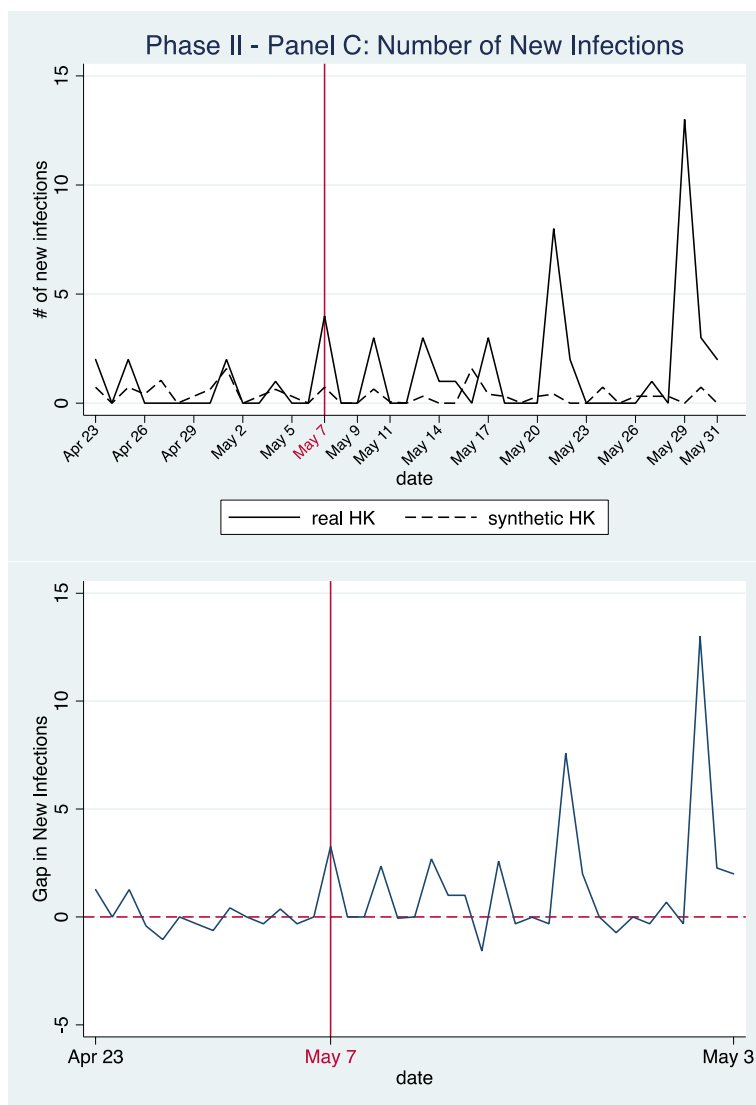 Phase II - Panel C: Number of New Infections
# of new infections
15
10
5
0
Apr 23 Apr 26 Apr 29 May 2 May 5 May 7 May 9 May 11 May 14 May 17 May 20 May 23 May 26 May 29 May 31
date
real HK synthetic HK
Gap in New Infections
15
10
5
0
-5
Apr 23 May 7 May 3
date